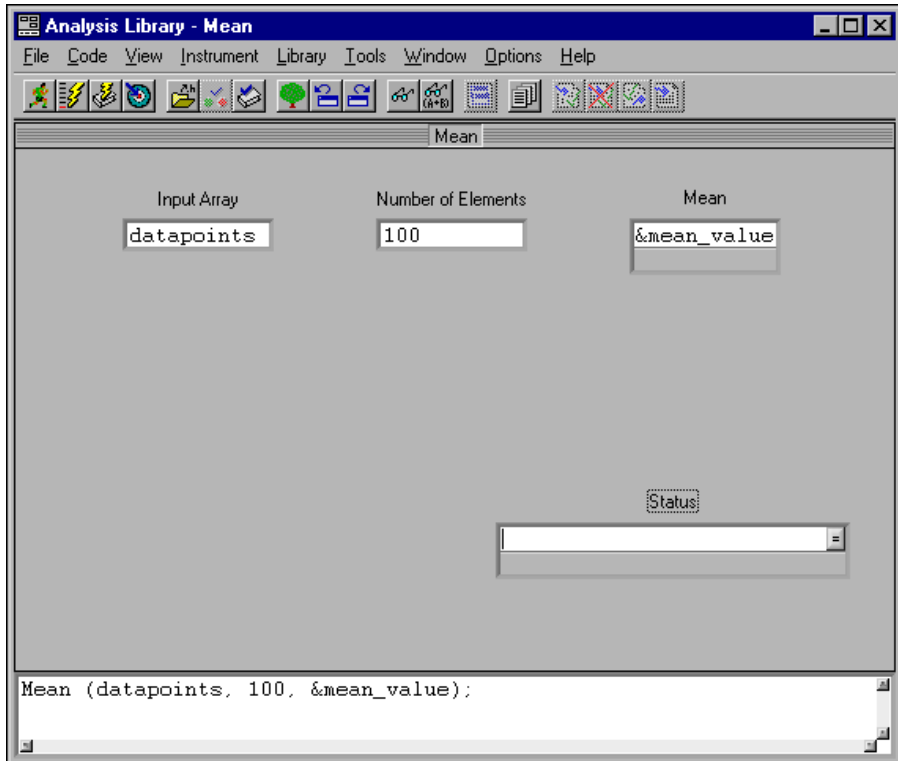 Analysis Library - Mean
File Code View Instrument Library Tools Window Options Help
Mean
Input Array Number of Elements Mean
datapoints 100 &mean_value
Status
=
Mean (datapoints, 100, &mean_value);